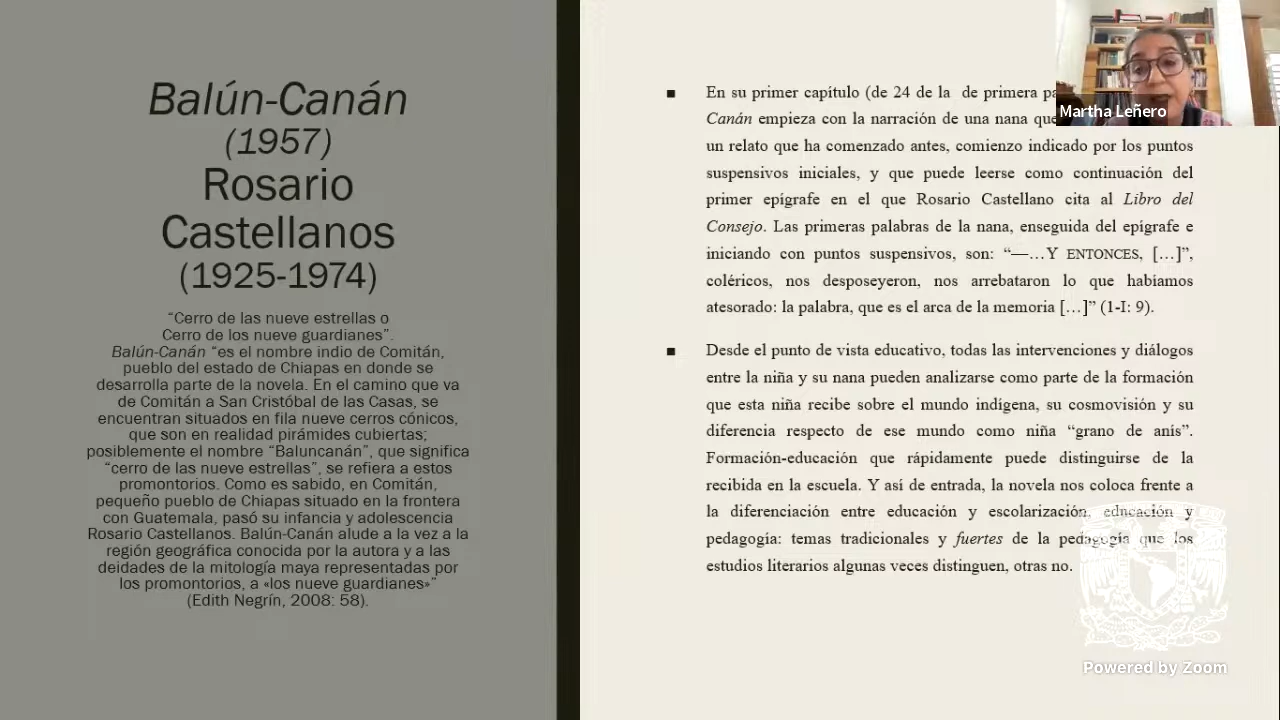 Balún-Canán
(1957)
Rosario
Castellanos
(1925-1974)
“Cerro de las nueve estrellas o
Cerro de los nueve guardianes”.
Balún-Canán “es el nombre indio de Comitán,
pueblo del estado de Chiapas en donde se
desarrolla parte de la novela. En el camino que va
de Comitán a San Cristóbal de las Casas, se
encuentran situados en fila nueve cerros cónicos,
que son en realidad pirámides cubiertas;
posiblemente el nombre “Baluncanán”, que significa
“cerro de las nueve estrellas”, se refiera a estos
promontorios. Como es sabido, en Comitán,
pequeño pueblo de Chiapas situado en la frontera
con Guatemala, pasó su infancia y adolescencia
Rosario Castellanos. Balún-Canán alude a la vez a la
región geográfica conocida por la autora y a las
deidades de la mitología maya representadas por
los promontorios, a «los nueve guardianes»”
(Edith Negrín, 2008: 58).
■ En su primer capítulo (de 24 de la de primera
Canán empieza con la narración de una nana
un relato que ha comenzado antes, comienzo indicado por los puntos
suspensivos iniciales, y que puede leerse como continuación del
primer epígrafe en el que Rosario Castellano cita al Libro del
Consejo. Las primeras palabras de la nana, enseguida del epígrafe e
iniciando con puntos suspensivos, son: “—…Y ENTONCES, […]”,
coléricos, nos desposeyeron, nos arrebataron lo que habíamos
atesorado: la palabra, que es el arca de la memoria […]” (1-I: 9).
■ Desde el punto de vista educativo, todas las intervenciones y diálogos
entre la niña y su nana pueden analizarse como parte de la formación
que esta niña recibe sobre el mundo indígena, su cosmovisión y su
diferencia respecto de ese mundo como niña “grano de anís”.
Formación-educación que rápidamente puede distinguirse de la
recibida en la escuela. Y así de entrada, la novela nos coloca frente a
la diferenciación entre educación y escolarización, educación y
pedagogía: temas tradicionales y fuertes de la pedagogía que los
estudios literarios algunas veces distinguen, otras no.
Martha Leñero
Powered by Zoom